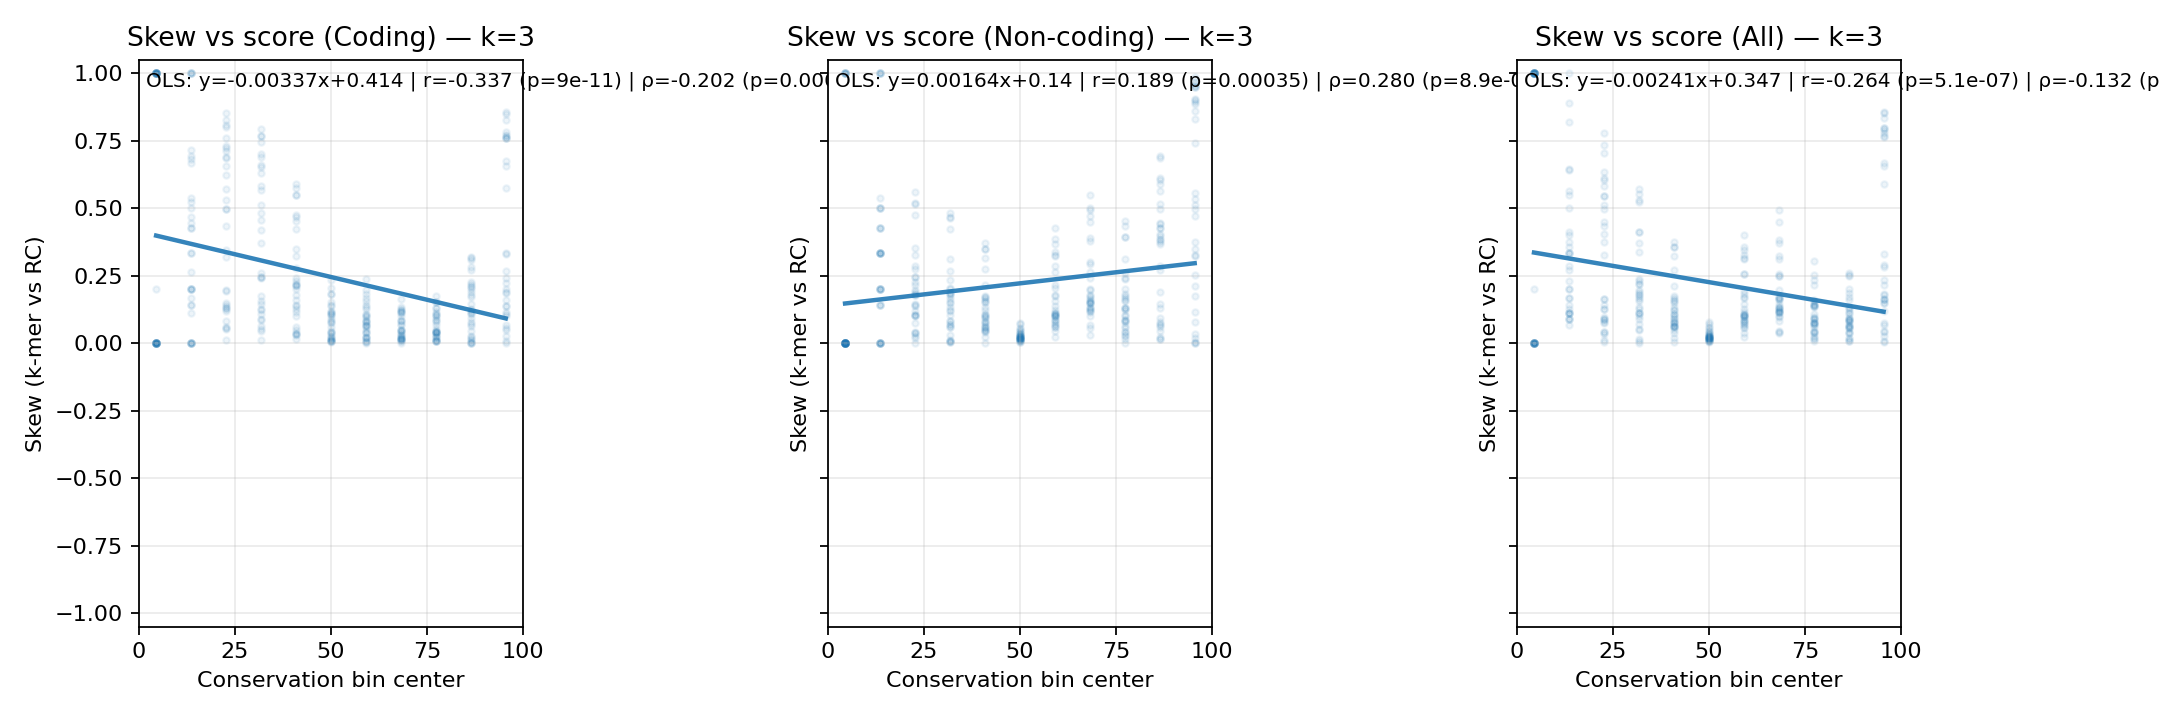 Skew vs score (Coding) — k=3
OLS: y=-0.00337x+0.414 | r=-0.337 (p=9e-11) | ρ=-0.202 (p=0.00
1.00
0.75
0.50
0.25
0.00
−0.25
−0.50
−0.75
−1.00
Skew (k-mer vs RC)
0 25 50 75 100
Conservation bin center
Skew vs score (Non-coding) — k=3
OLS: y=0.00164x+0.14 | r=0.189 (p=0.00035) | ρ=0.280 (p=8.9e-0
Skew (k-mer vs RC)
0 25 50 75 100
Conservation bin center
Skew vs score (All) — k=3
OLS: y=-0.00241x+0.347 | r=-0.264 (p=5.1e-07) | ρ=-0.132 (p
Skew (k-mer vs RC)
0 25 50 75 100
Conservation bin center